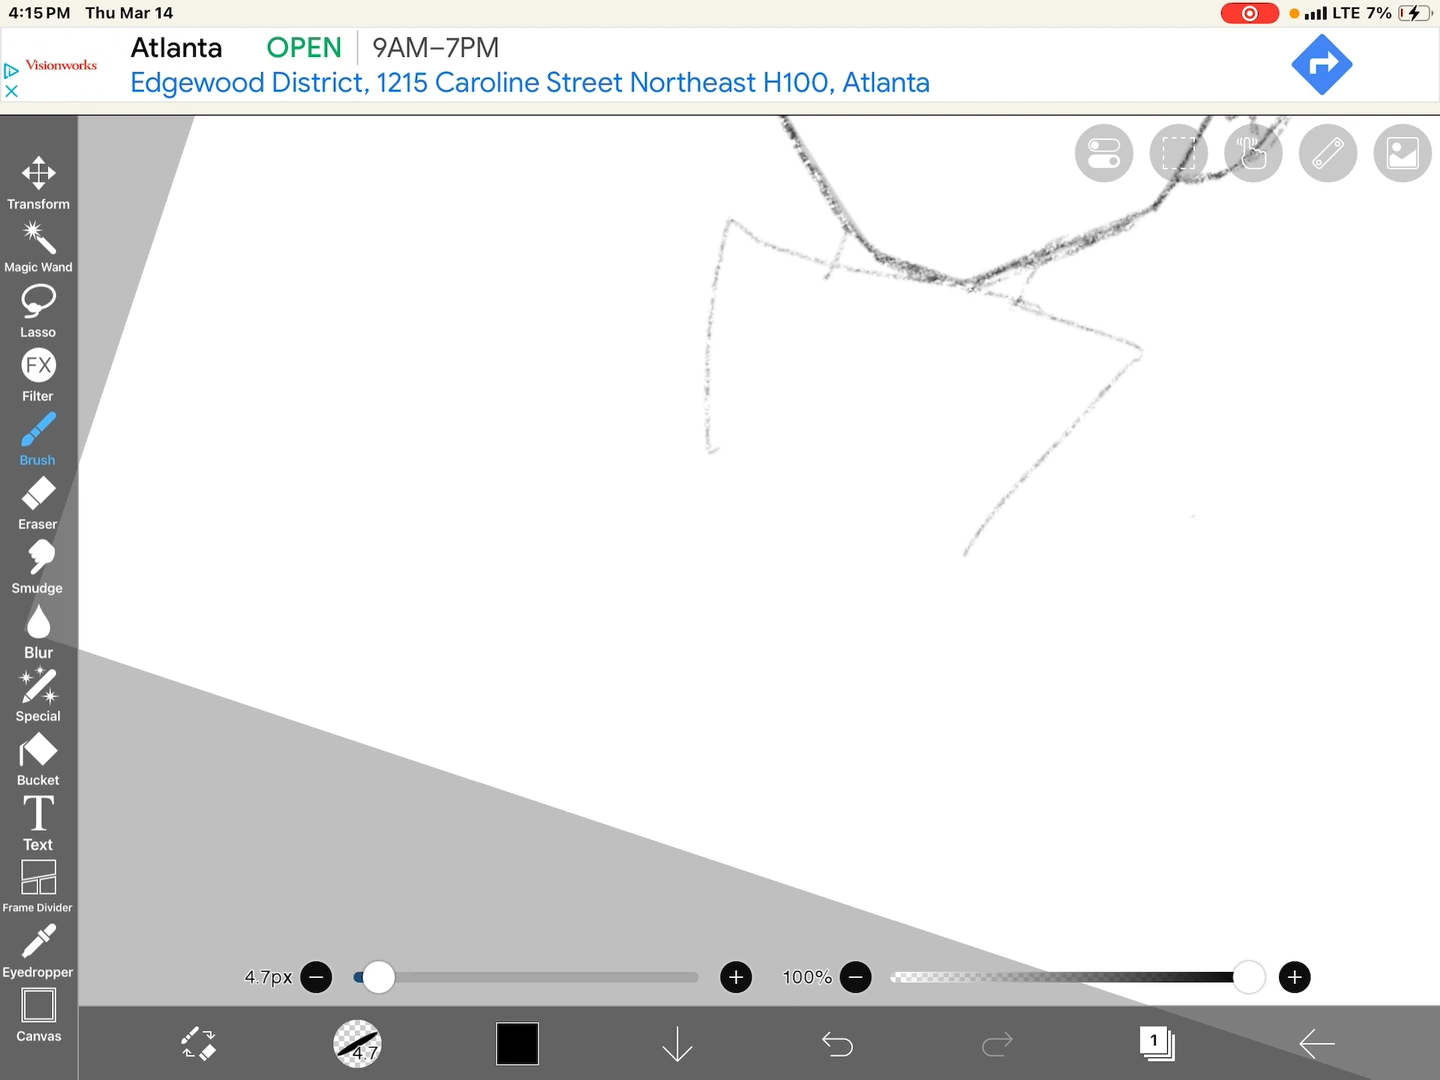 4:15 PM Thu Mar 14
LTE 7%
Visionworks
Atlanta OPEN 9AM–7PM
Edgewood District, 1215 Caroline Street Northeast H100, Atlanta
Transform
Magic Wand
Lasso
FX
Filter
Brush
Eraser
Smudge
Blur
Special
Bucket
T
Text
Frame Divider
Eyedropper
Canvas
4.7px
100%
4.7
1